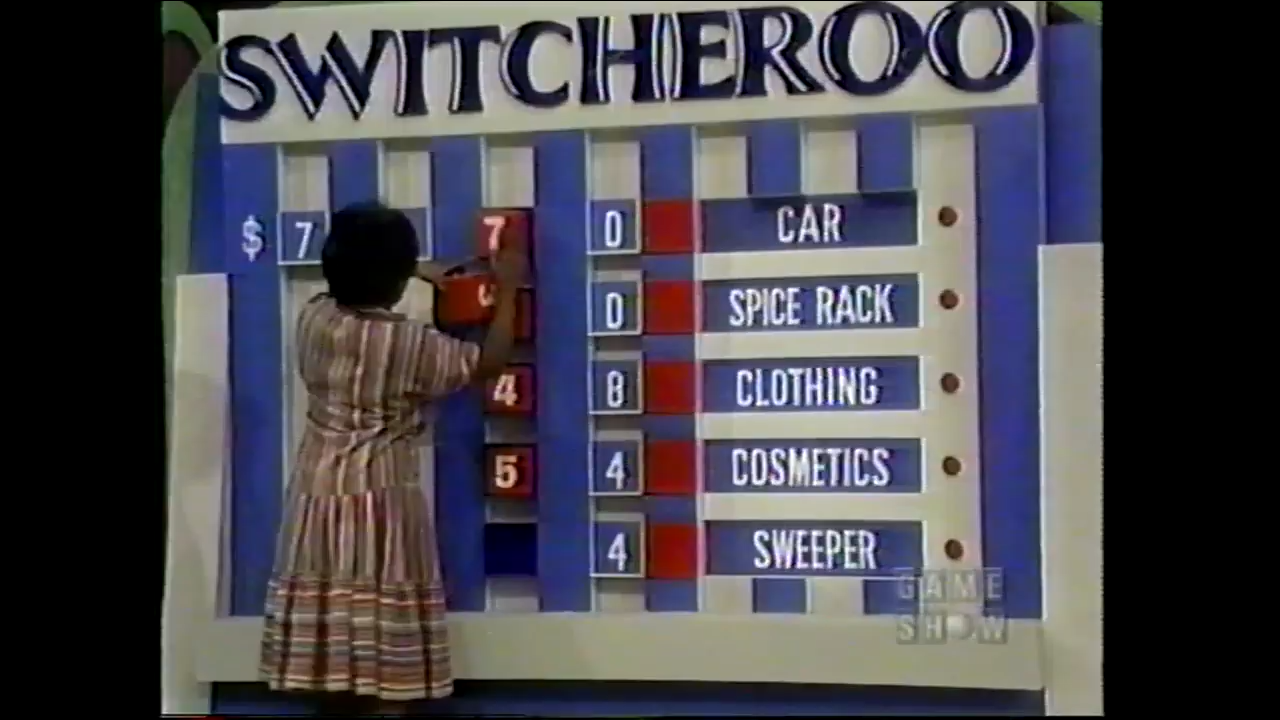 SWITCHEROO
$ 7 7 0 CAR
0 SPICE RACK
4 8 CLOTHING
5 4 COSMETICS
4 SWEEPER
GAME
SHOW